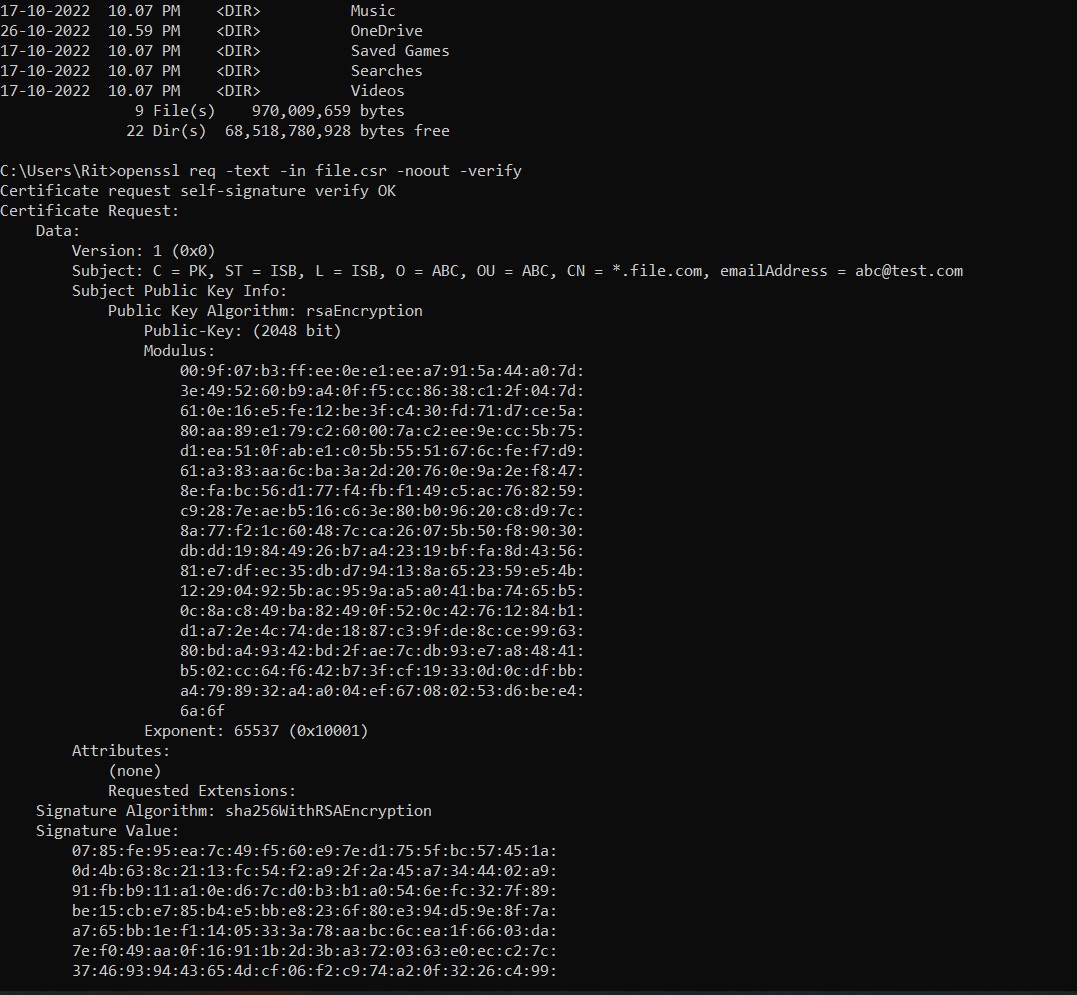 17-10-2022  10.07 PM    <DIR>          Music
26-10-2022  10.59 PM    <DIR>          OneDrive
17-10-2022  10.07 PM    <DIR>          Saved Games
17-10-2022  10.07 PM    <DIR>          Searches
17-10-2022  10.07 PM    <DIR>          Videos
               9 File(s)    970,009,659 bytes
              22 Dir(s)  68,518,780,928 bytes free

C:\Users\Rit>openssl req -text -in file.csr -noout -verify
Certificate request self-signature verify OK
Certificate Request:
    Data:
        Version: 1 (0x0)
        Subject: C = PK, ST = ISB, L = ISB, O = ABC, OU = ABC, CN = *.file.com, emailAddress = abc@test.com
        Subject Public Key Info:
            Public Key Algorithm: rsaEncryption
                Public-Key: (2048 bit)
                Modulus:
                    00:9f:07:b3:ff:ee:0e:e1:ee:a7:91:5a:44:a0:7d:
                    3e:49:52:60:b9:a4:0f:f5:cc:86:38:c1:2f:04:7d:
                    61:0e:16:e5:fe:12:be:3f:c4:30:fd:71:d7:ce:5a:
                    80:aa:89:e1:79:c2:60:00:7a:c2:ee:9e:cc:5b:75:
                    d1:ea:51:0f:ab:e1:c0:5b:55:51:67:6c:fe:f7:d9:
                    61:a3:83:aa:6c:ba:3a:2d:20:76:0e:9a:2e:f8:47:
                    8e:fa:bc:56:d1:77:f4:fb:f1:49:c5:ac:76:82:59:
                    c9:28:7e:ae:b5:16:c6:3e:80:b0:96:20:c8:d9:7c:
                    8a:77:f2:1c:60:48:7c:ca:26:07:5b:50:f8:90:30:
                    db:dd:19:84:49:26:b7:a4:23:19:bf:fa:8d:43:56:
                    81:e7:df:ec:35:db:d7:94:13:8a:65:23:59:e5:4b:
                    12:29:04:92:5b:ac:95:9a:a5:a0:41:ba:74:65:b5:
                    0c:8a:c8:49:ba:82:49:0f:52:0c:42:76:12:84:b1:
                    d1:a7:2e:4c:74:de:18:87:c3:9f:de:8c:ce:99:63:
                    80:bd:a4:93:42:bd:2f:ae:7c:db:93:e7:a8:48:41:
                    b5:02:cc:64:f6:42:b7:3f:cf:19:33:0d:0c:df:bb:
                    a4:79:89:32:a4:a0:04:ef:67:08:02:53:d6:be:e4:
                    6a:6f
                Exponent: 65537 (0x10001)
        Attributes:
            (none)
            Requested Extensions:
    Signature Algorithm: sha256WithRSAEncryption
    Signature Value:
        07:85:fe:95:ea:7c:49:f5:60:e9:7e:d1:75:5f:bc:57:45:1a:
        0d:4b:63:8c:21:13:fc:54:f2:a9:2f:2a:45:a7:34:44:02:a9:
        91:fb:b9:11:a1:0e:d6:7c:d0:b3:b1:a0:54:6e:fc:32:7f:89:
        be:15:cb:e7:85:b4:e5:bb:e8:23:6f:80:e3:94:d5:9e:8f:7a:
        a7:65:bb:1e:f1:14:05:33:3a:78:aa:bc:6c:ea:1f:66:03:da:
        7e:f0:49:aa:0f:16:91:1b:2d:3b:a3:72:03:63:e0:ec:c2:7c:
        37:46:93:94:43:65:4d:cf:06:f2:c9:74:a2:0f:32:26:c4:99: